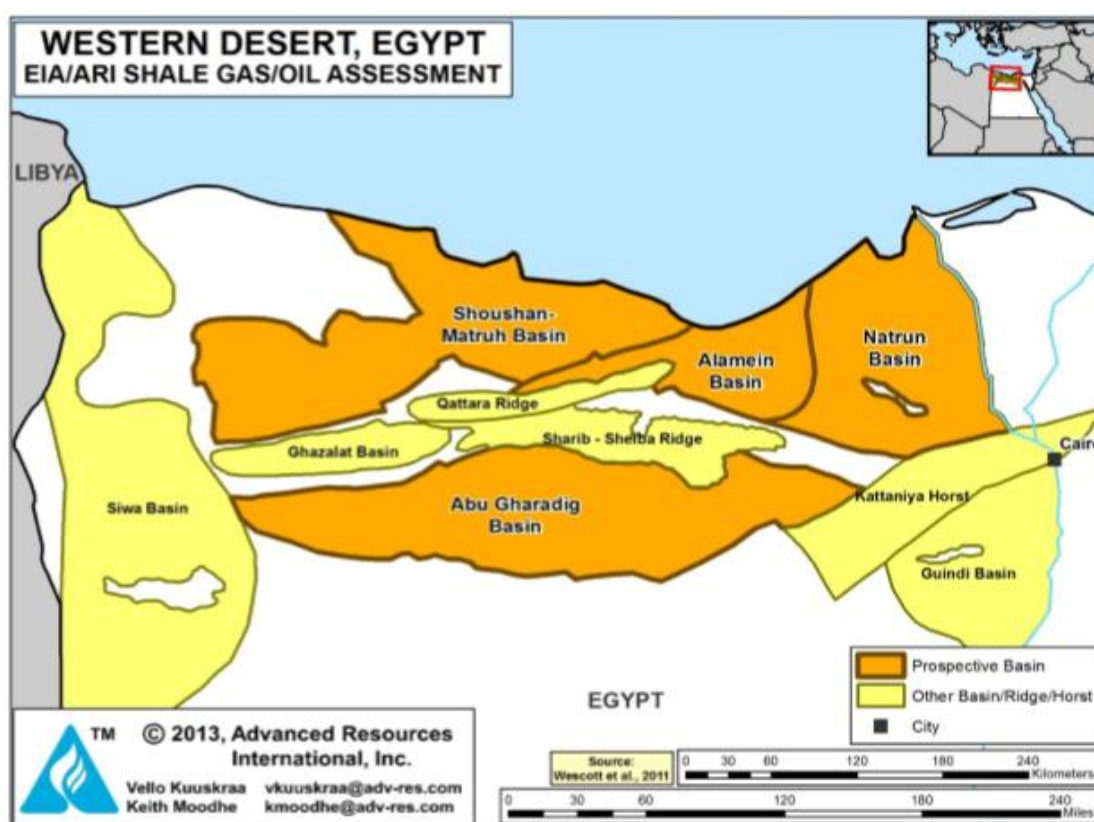 WESTERN DESERT, EGYPT
EIA/ARI SHALE GAS/OIL ASSESSMENT
LIBYA
Shoushan-
Matruh Basin
Alamein
Basin
Natrun
Basin
Qattara Ridge
Ghazalat Basin
Sharib - Sheiba Ridge
Cairo
Siwa Basin
Abu Gharadig
Basin
Kattaniya Horst
Guindi Basin
EGYPT
Prospective Basin
Other Basin/Ridge/Horst
City
TM
© 2013, Advanced Resources
International, Inc.
Vello Kuuskraa vkuuskraa@adv-res.com
Keith Moodhe kmoodhe@adv-res.com
Source:
Wescott et al., 2011
0 30 60 120 180 240
Kilometers
0 30 60 120 180 240
Miles